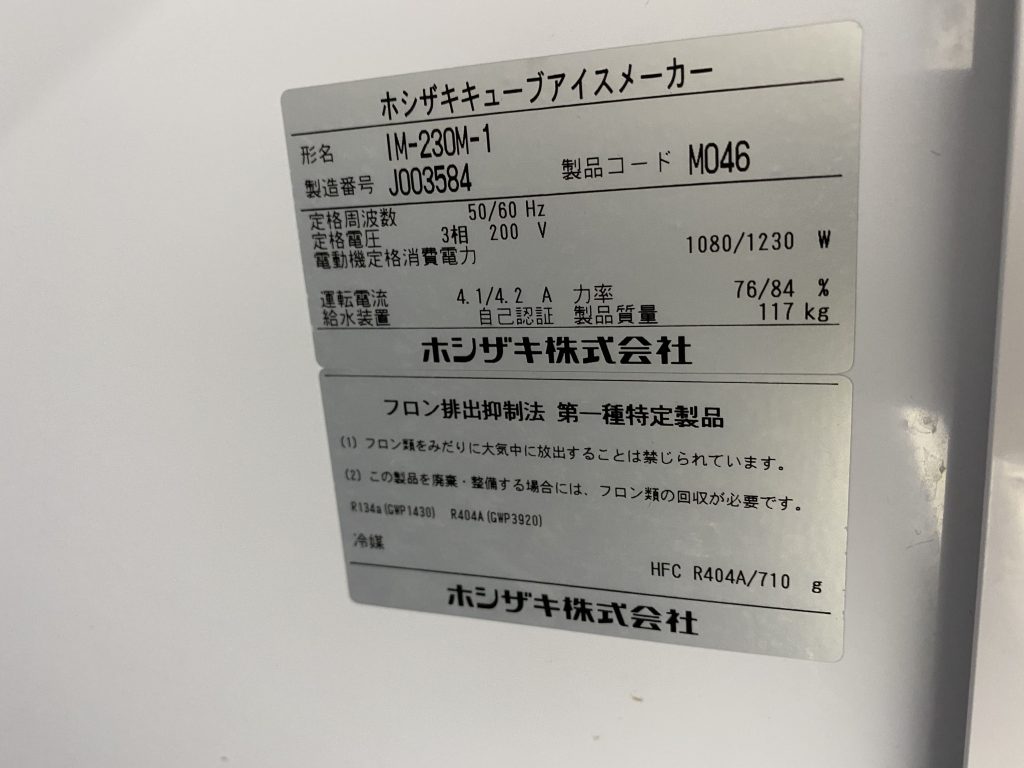 ホシザキキューブアイスメーカー
形名 IM-230M-1
製造番号 J003584 製品コード M046
定格周波数 50/60 Hz
定格電圧 3相 200 V
電動機定格消費電力 1080/1230 W
運転電流 4.1/4.2 A 力率 76/84 %
給水装置 自己認証 製品質量 117 kg
ホシザキ株式会社
フロン排出抑制法 第一種特定製品
(1) フロン類をみだりに大気中に放出することは禁じられています。
(2) この製品を廃棄・整備する場合には、フロン類の回収が必要です。
R134a(GWP1430) R404A(GWP3920)
冷媒
HFC R404A/710 g
ホシザキ株式会社